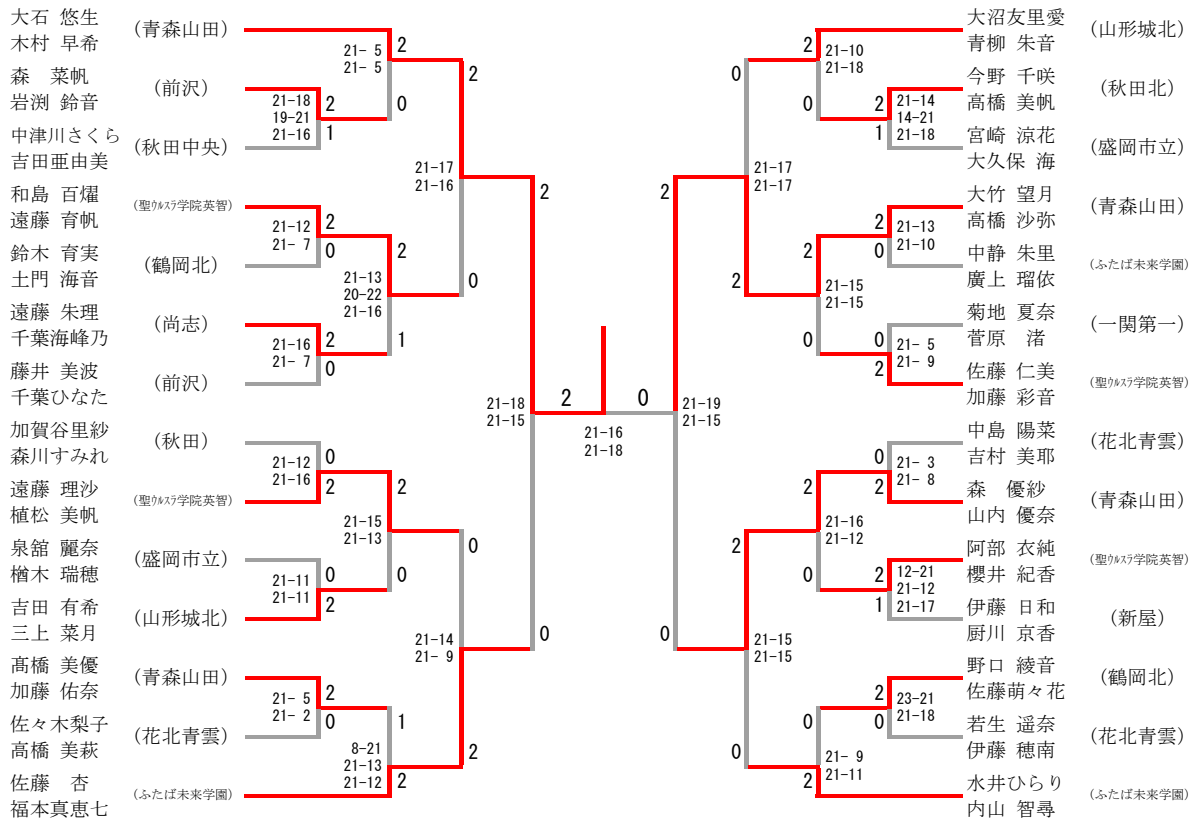 大石 悠生
木村 早希
(青森山田)
森 菜帆
岩渕 鈴音
(前沢)
中津川さくら
吉田亜由美
(秋田中央)
和島 百燿
遠藤 育帆
(聖ウルスラ学院英智)
鈴木 育実
土門 海音
(鶴岡北)
遠藤 朱理
千葉海峰乃
(尚志)
藤井 美波
千葉ひなた
(前沢)
加賀谷里紗
森川すみれ
(秋田)
遠藤 理沙
植松 美帆
(聖ウルスラ学院英智)
泉舘 麗奈
楢木 瑞穂
(盛岡市立)
吉田 有希
三上 菜月
(山形城北)
髙橋 美優
加藤 佑奈
(青森山田)
佐々木梨子
高橋 美萩
(花北青雲)
佐藤 杏
福本真恵七
(ふたば未来学園)
21-18
19-21
21-16
2
1
21-12
21- 7
2
0
21-16
21- 7
2
0
21-12
21-16
0
2
21-11
21-11
0
2
21- 5
21- 2
2
0
21- 5
21- 5
2
0
21-13
20-22
21-16
2
1
21-15
21-13
2
0
8-21
21-13
21-12
1
2
21-17
21-16
2
0
21-14
21- 9
0
2
21-18
21-15
2
0
2
0
21-16
21-18
21-19
21-15
2
0
21-17
21-17
0
2
21-15
21-15
2
0
21-10
21-18
2
0
21-15
21-15
2
0
21-16
21-12
2
0
21- 9
21-11
0
2
21-14
14-21
21-18
2
1
21-13
21-10
2
0
21- 5
21- 9
0
2
21- 3
21- 8
0
2
12-21
21-12
21-17
2
1
23-21
21-18
2
0
大沼友里愛
青柳 朱音
(山形城北)
今野 千咲
高橋 美帆
(秋田北)
宮崎 涼花
大久保 海
(盛岡市立)
大竹 望月
高橋 沙弥
(青森山田)
中静 朱里
廣上 瑠依
(ふたば未来学園)
菊地 夏奈
菅原 渚
(一関第一)
佐藤 仁美
加藤 彩音
(聖ウルスラ学院英智)
中島 陽菜
吉村 美耶
(花北青雲)
森 優紗
山内 優奈
(青森山田)
阿部 衣純
櫻井 紀香
(聖ウルスラ学院英智)
伊藤 日和
厨川 京香
(新屋)
野口 綾音
佐藤萌々花
(鶴岡北)
若生 遥奈
伊藤 穂南
(花北青雲)
水井ひらり
内山 智尋
(ふたば未来学園)